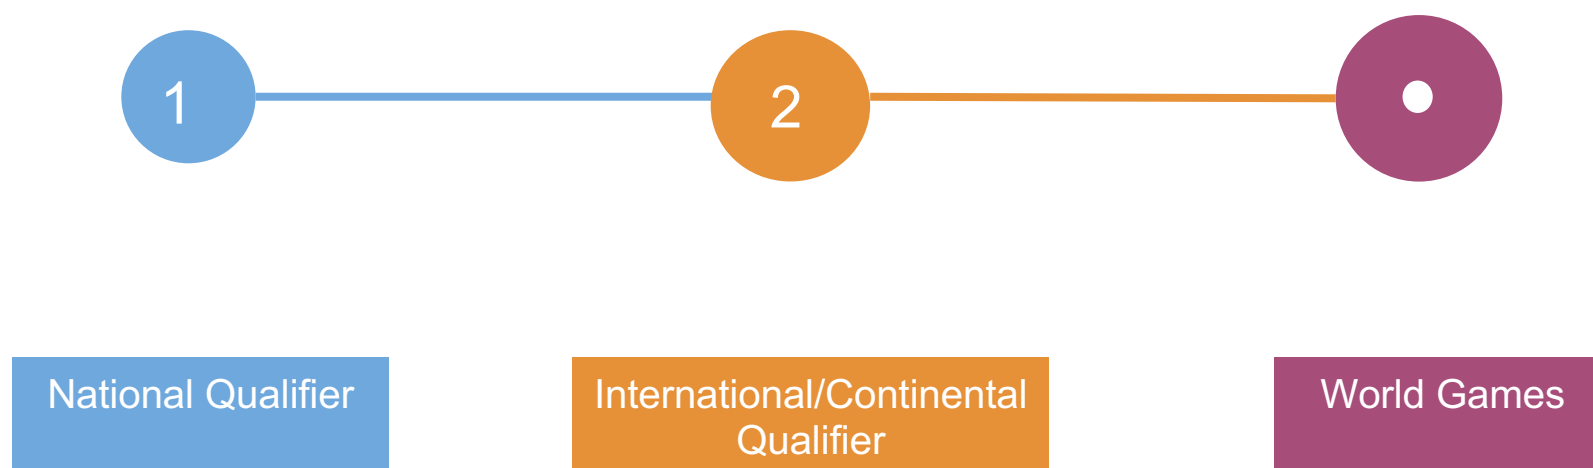 1
2
National Qualifier
International/Continental
Qualifier
World Games